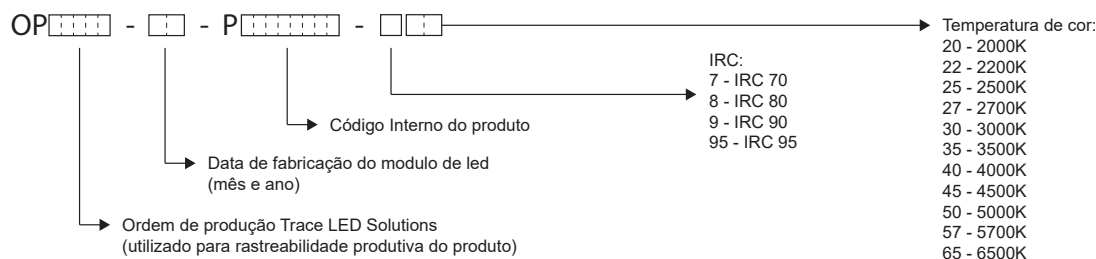 OP - - P -
Temperatura de cor:
20 - 2000K
22 - 2200K
25 - 2500K
27 - 2700K
30 - 3000K
35 - 3500K
40 - 4000K
45 - 4500K
50 - 5000K
57 - 5700K
65 - 6500K
IRC:
7 - IRC 70
8 - IRC 80
9 - IRC 90
95 - IRC 95
Código Interno do produto
Data de fabricação do modulo de led
(mês e ano)
Ordem de produção Trace LED Solutions
(utilizado para rastreabilidade produtiva do produto)